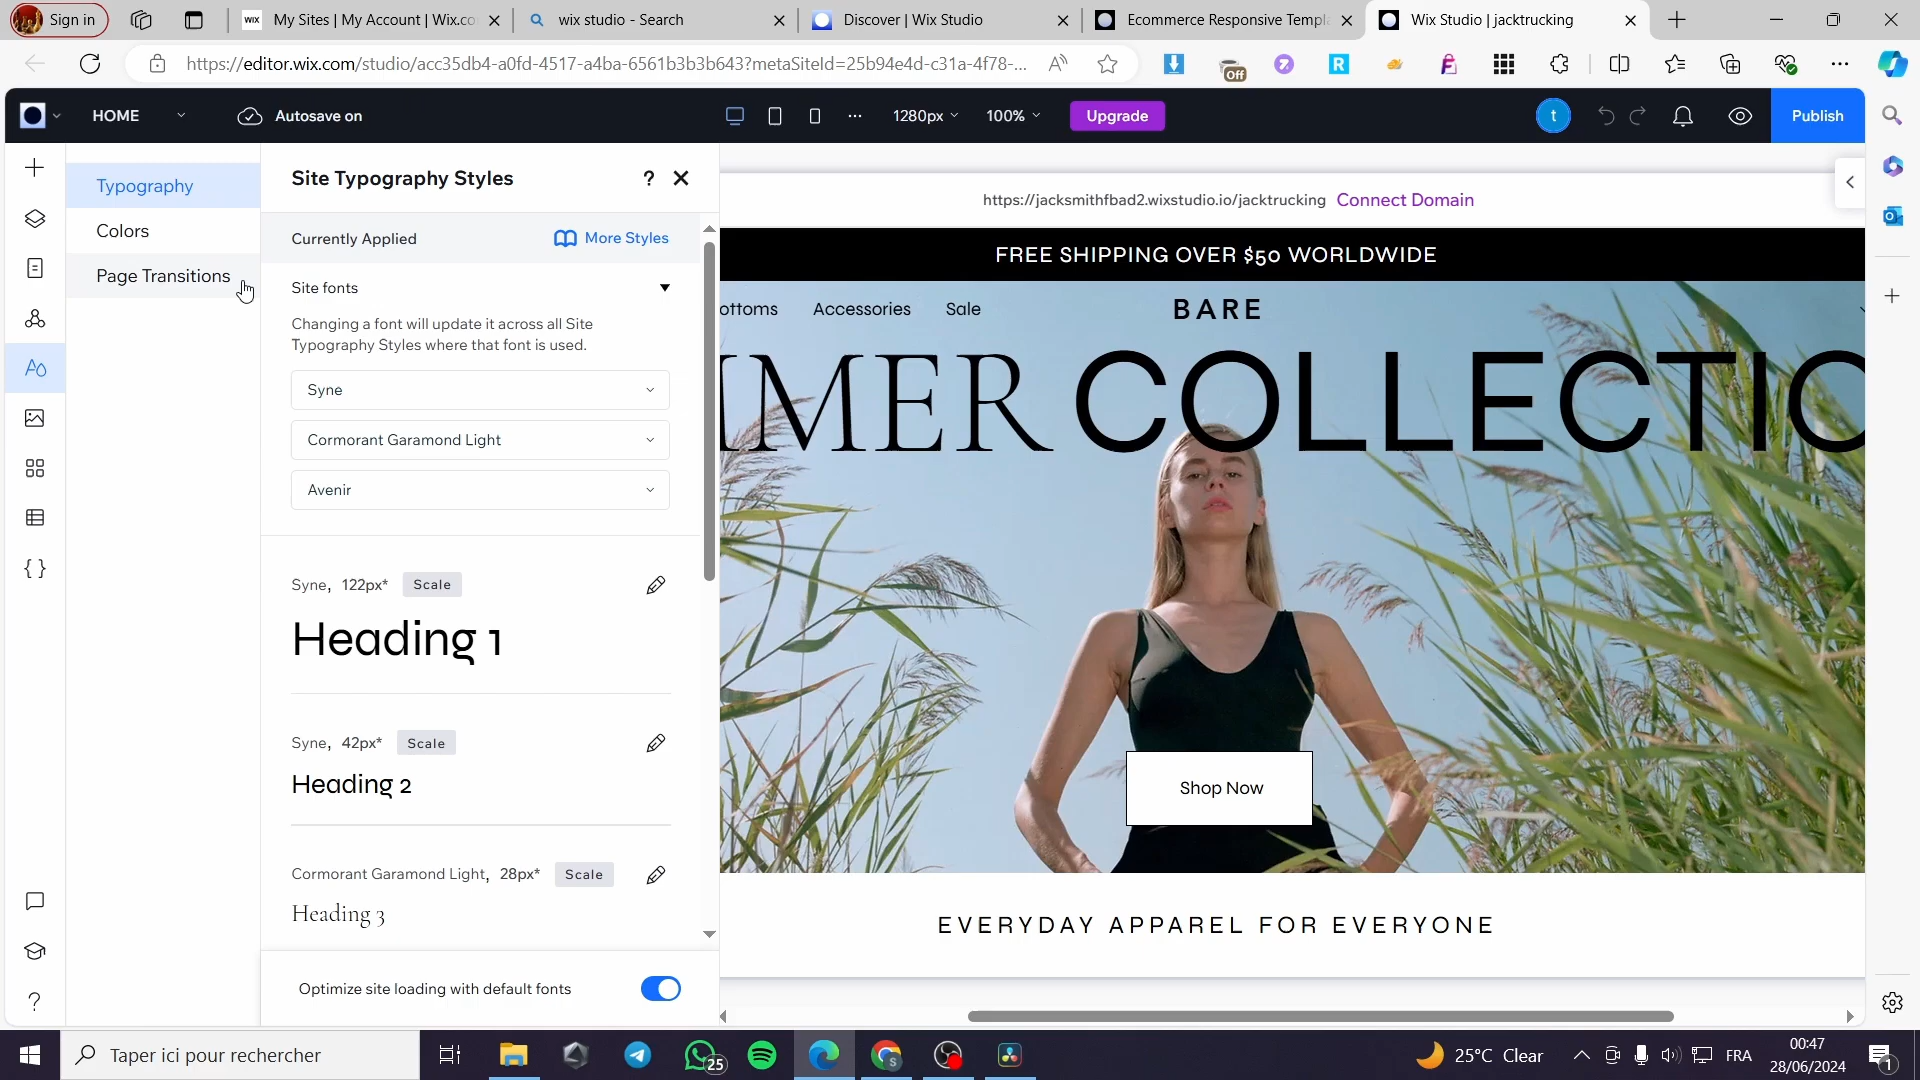 Sign in
WIX My Sites | My Account | Wix.co
wix studio - Search
Discover | Wix Studio
Ecommerce Responsive Templa
Wix Studio | jacktrucking
https://editor.wix.com/studio/acc35db4-a0fd-4517-a4ba-6561b3b3b643?metaSiteId=25b94e4d-c31a-4f78-...
Off
HOME
Autosave on
1280px
100%
Upgrade
t
Publish
Typography
Colors
Page Transitions
Site Typography Styles
?
Currently Applied
More Styles
Site fonts
Changing a font will update it across all Site
Typography Styles where that font is used.
Syne
Cormorant Garamond Light
Avenir
Syne, 122px* Scale
Heading 1
Syne, 42px* Scale
Heading 2
Cormorant Garamond Light, 28px* Scale
Heading 3
Optimize site loading with default fonts
https://jacksmithfbad2.wixstudio.io/jacktrucking Connect Domain
FREE SHIPPING OVER $50 WORLDWIDE
ottoms
Accessories
Sale
BARE
IMER COLLECTIO
Shop Now
EVERYDAY APPAREL FOR EVERYONE
Taper ici pour rechercher
25
25°C Clear
FRA
00:47
28/06/2024
1